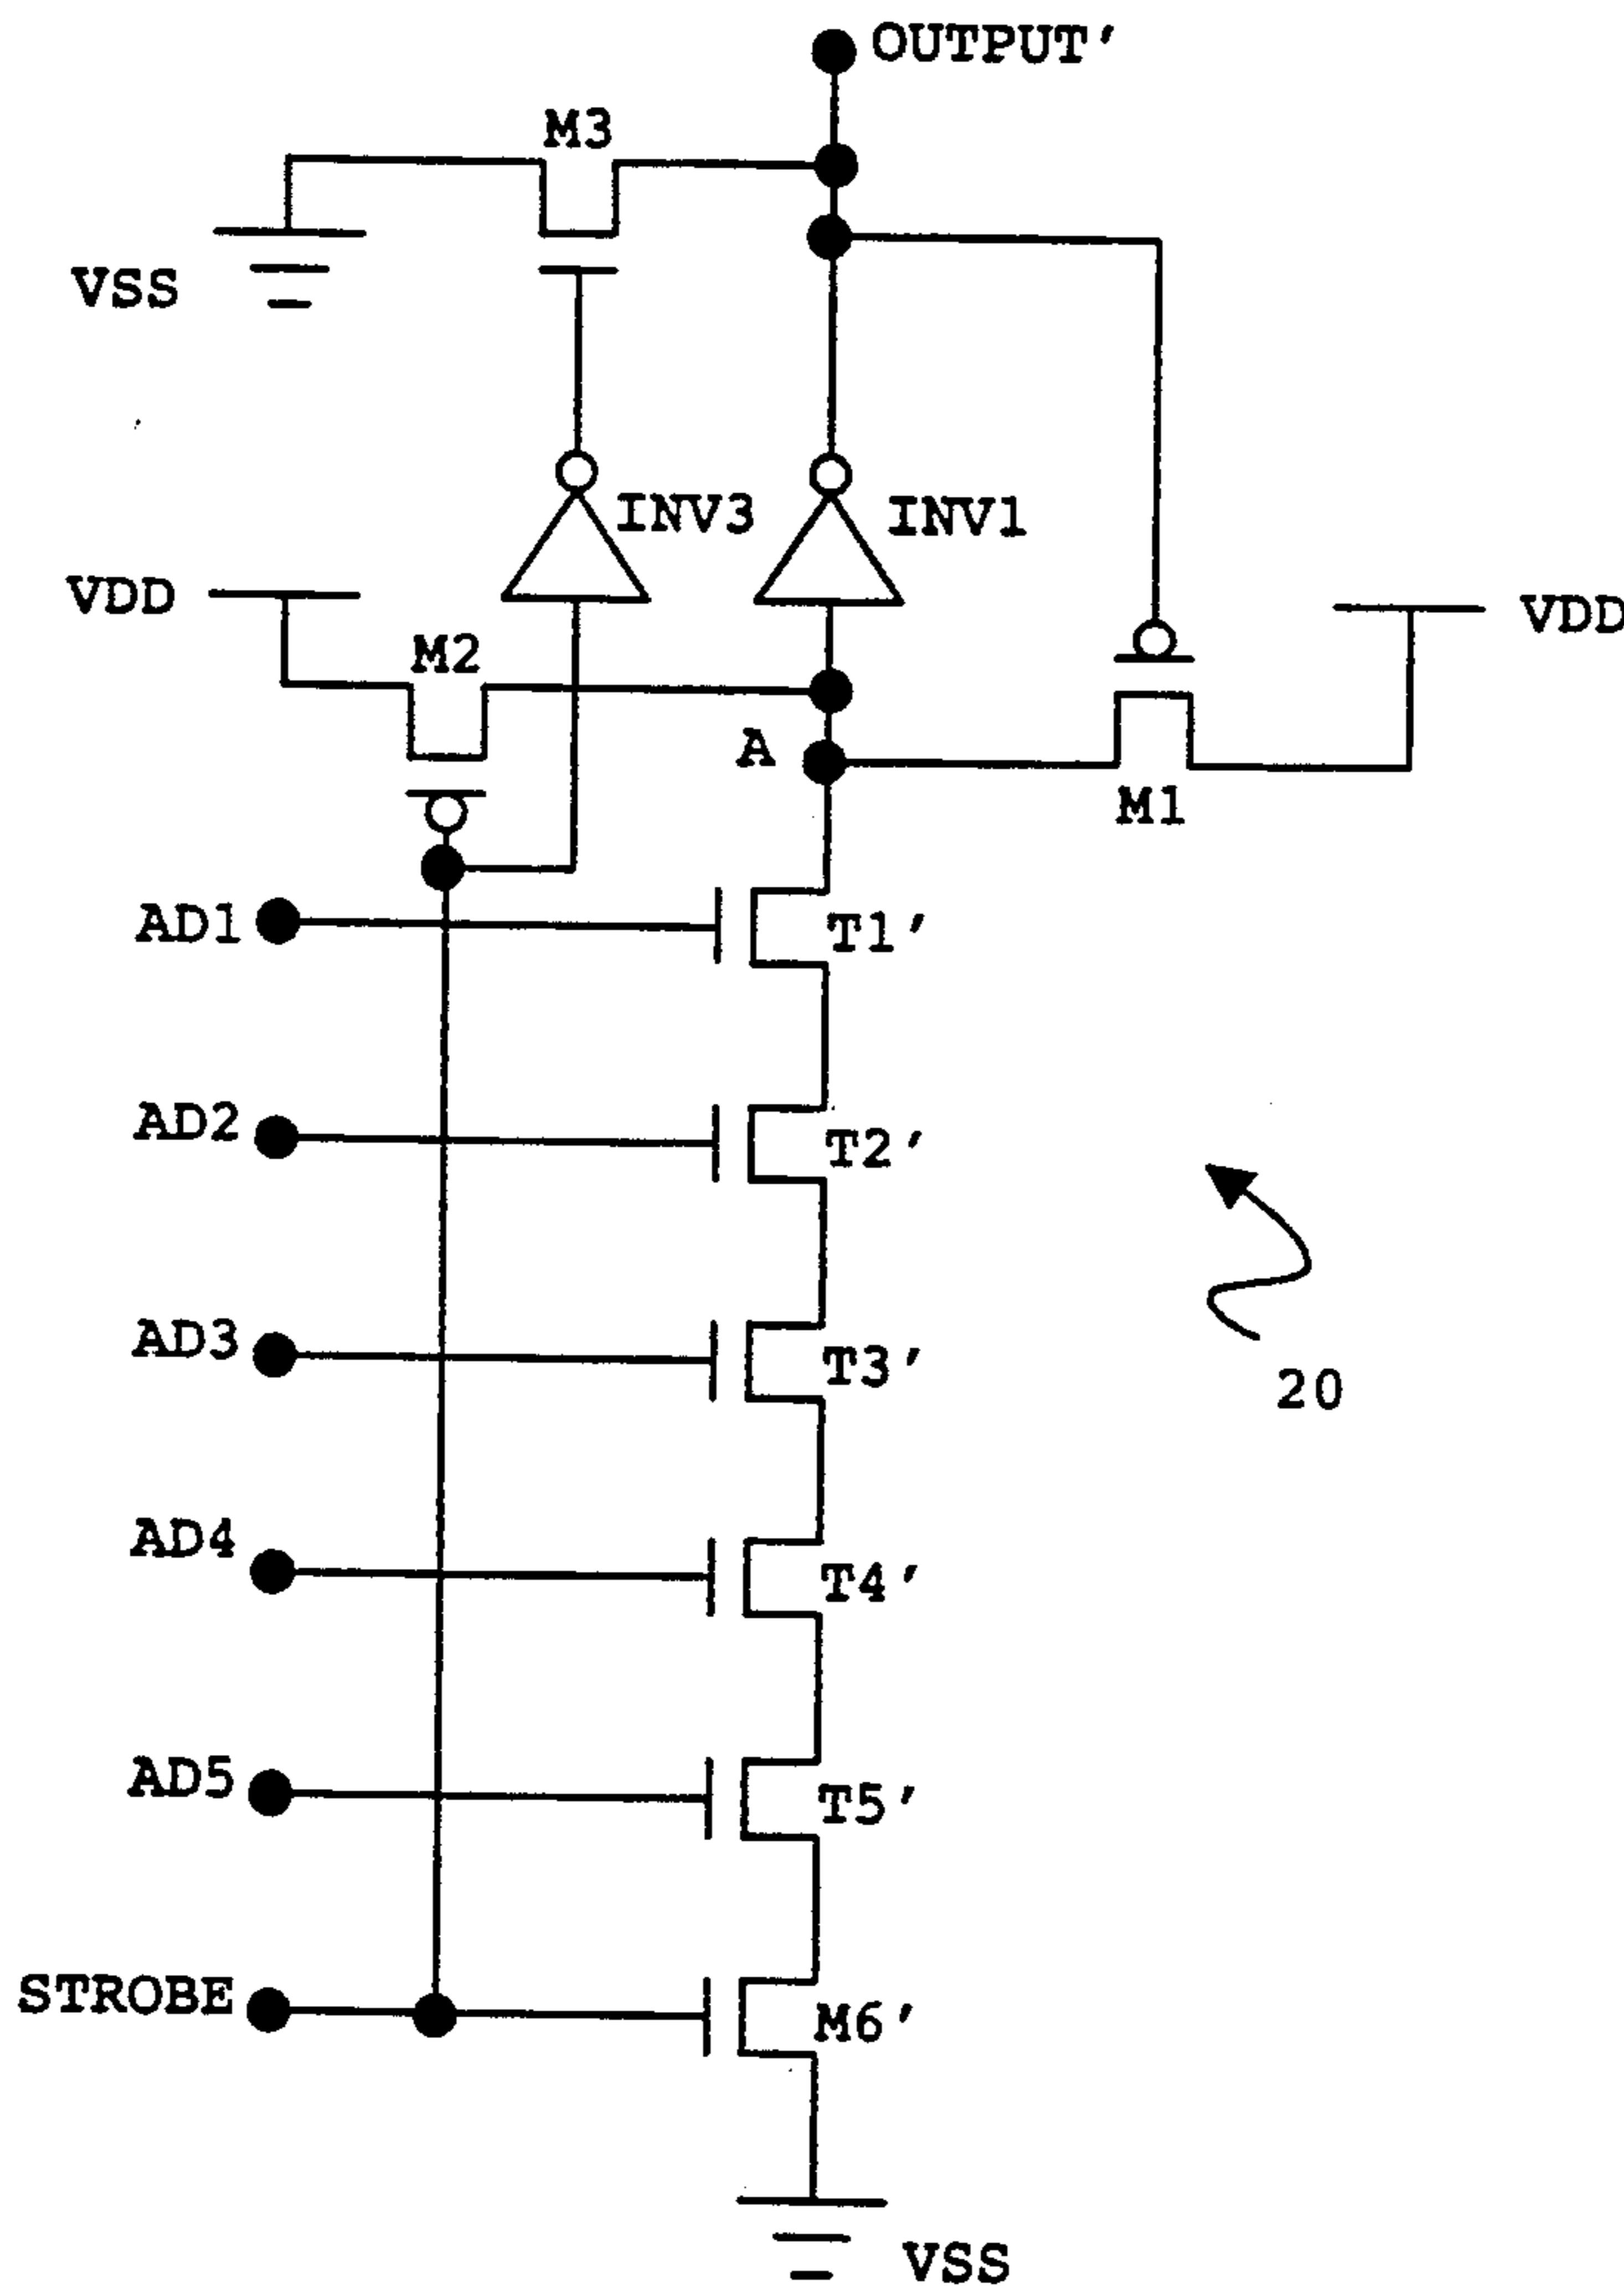 OUTPUT'
M3
VSS
INV3
INV1
VDD
VDD
M2
A
M1
AD1
T1'
AD2
T2'
AD3
T3'
20
AD4
T4'
AD5
T5'
STROBE
M6'
VSS